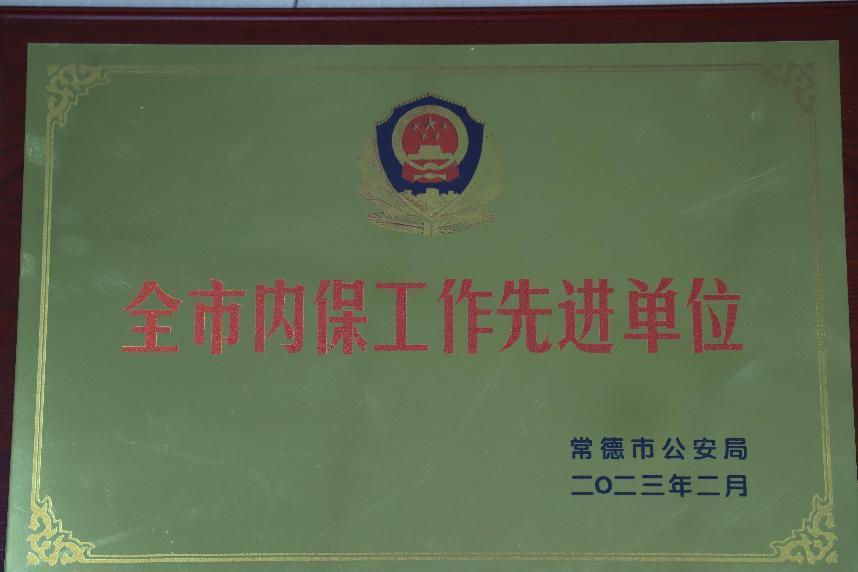 全市内保工作先进单位
常德市公安局
二〇二三年二月